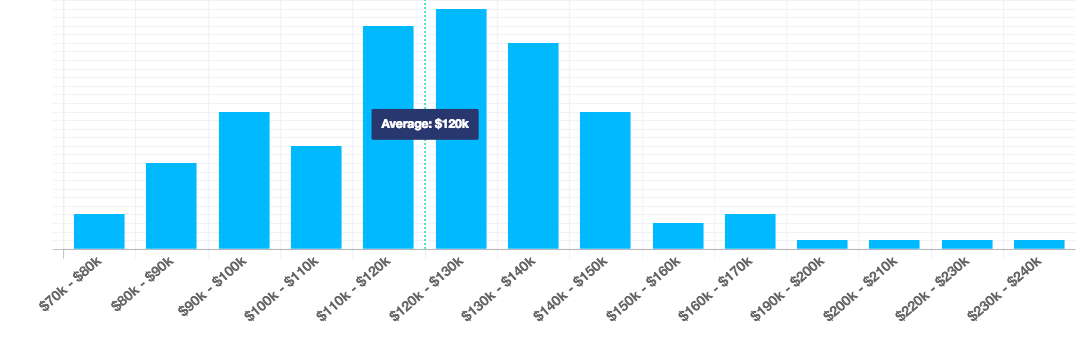 Average: $120k
$70k - $80k
$80k - $90k
$90k - $100k
$100k - $110k
$110k - $120k
$120k - $130k
$130k - $140k
$140k - $150k
$150k - $160k
$160k - $170k
$190k - $200k
$200k - $210k
$220k - $230k
$230k - $240k